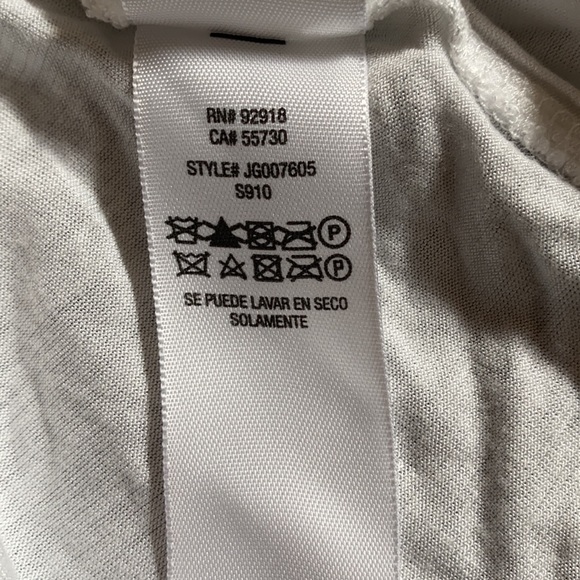 RN# 92918
CA# 55730
STYLE# JG007605
S910
P
P
SE PUEDE LAVAR EN SECO
SOLAMENTE